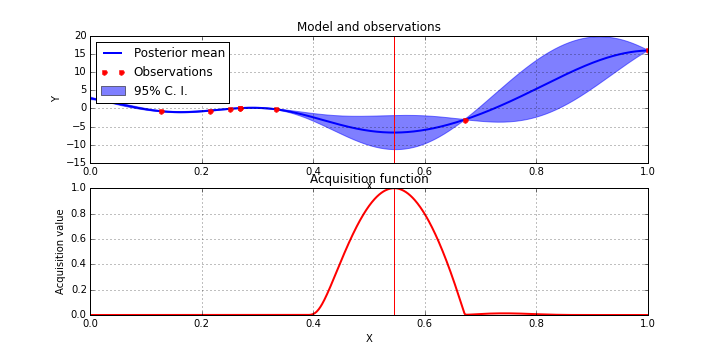 Model and observations
Y
20
15
10
5
0
−5
−10
−15
Posterior mean
Observations
95% C. I.
0.0 0.2 0.4 0.6 0.8 1.0
X
Acquisition function
Acquisition value
1.0
0.8
0.6
0.4
0.2
0.0
0.0 0.2 0.4 0.6 0.8 1.0
X